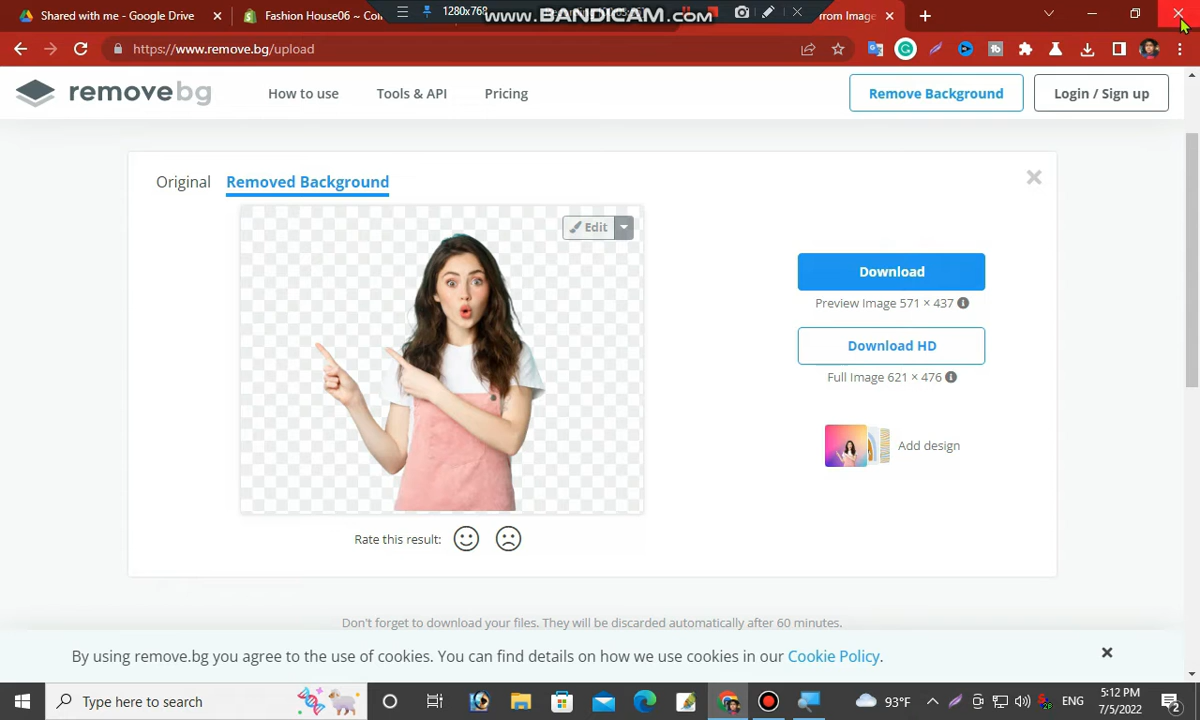 Shared with me - Google Drive
Fashion House06 ~ Col
1280x768
www.BANDICAM.com
from Image
https://www.remove.bg/upload
removebg
How to use
Tools & API
Pricing
Remove Background
Login / Sign up
Original
Removed Background
Edit
Download
Preview Image 571 × 437
Download HD
Full Image 621 × 476
Add design
Rate this result:
Don't forget to download your files. They will be discarded automatically after 60 minutes.
By using remove.bg you agree to the use of cookies. You can find details on how we use cookies in our Cookie Policy.
Type here to search
93°F
ENG
5:12 PM
7/5/2022
2